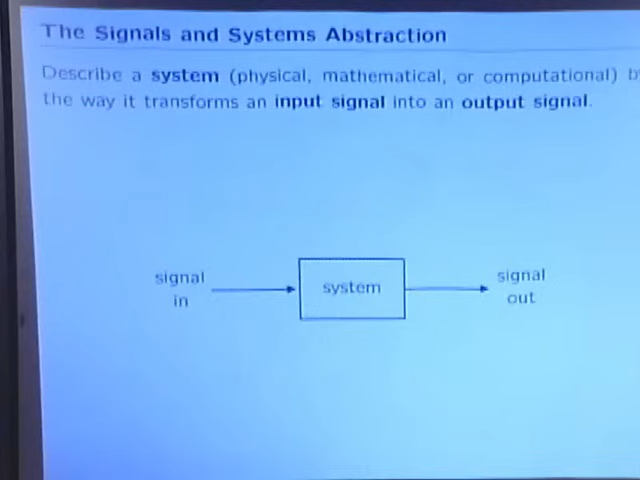 The Signals and Systems Abstraction
Describe a system (physical, mathematical, or computational) by
the way it transforms an input signal into an output signal.
signal
in
system
signal
out